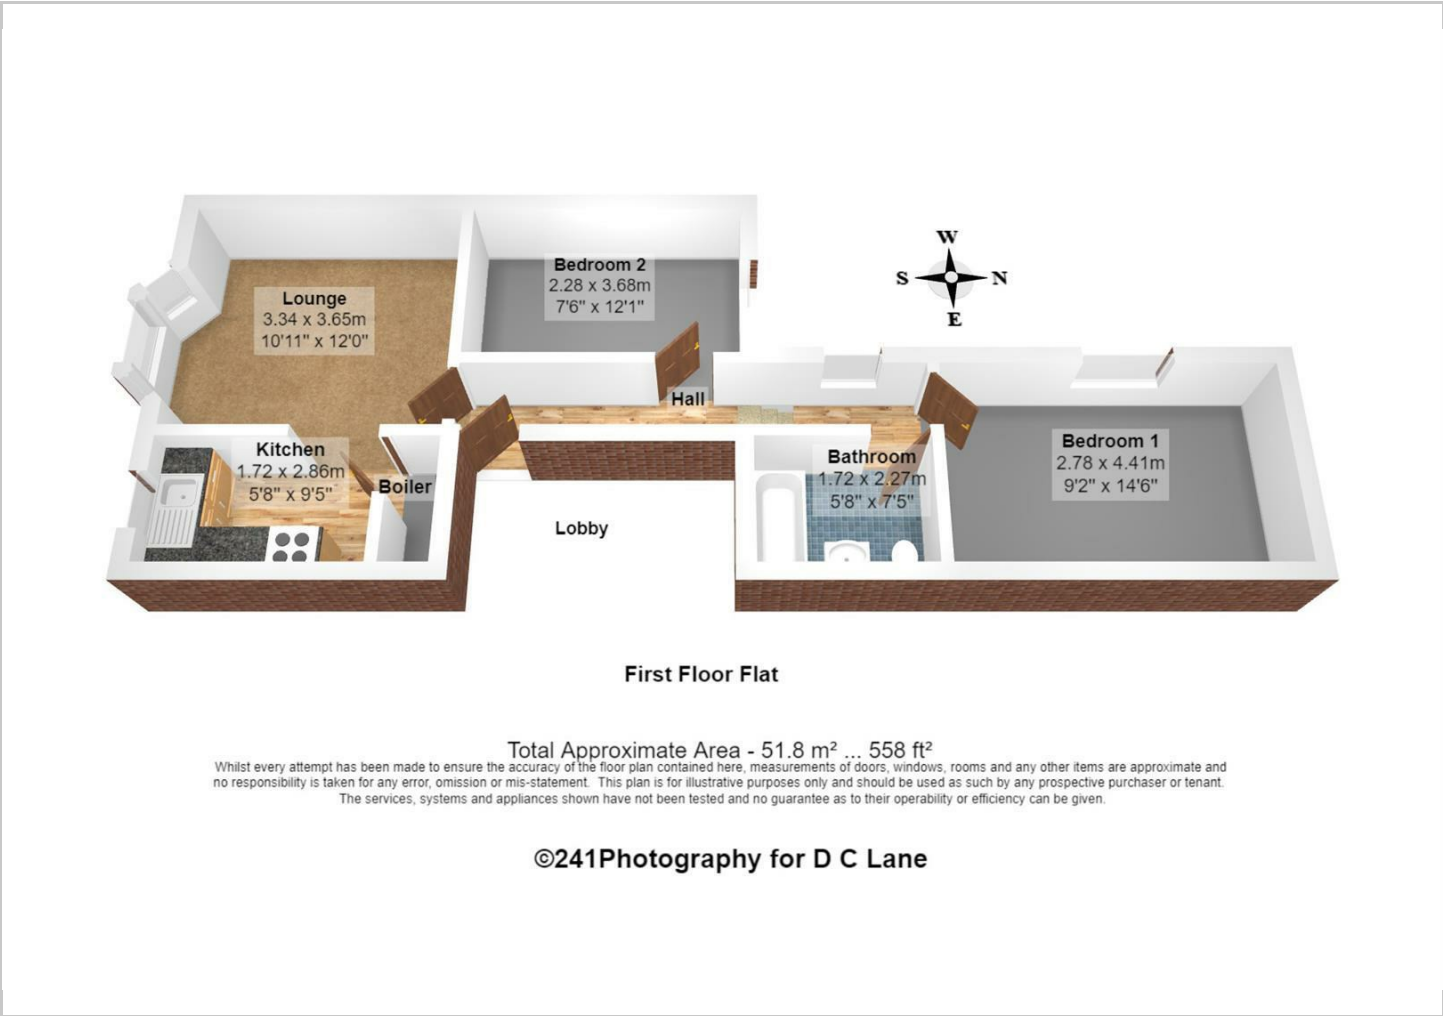 W
S N
E
Bedroom 2
2.28 x 3.68m
7'6" x 12'1"
Lounge
3.34 x 3.65m
10'11" x 12'0"
Hall
Kitchen
1.72 x 2.86m
5'8" x 9'5"
Boiler
Bathroom
1.72 x 2.27m
5'8" x 7'5"
Bedroom 1
2.78 x 4.41m
9'2" x 14'6"
Lobby
First Floor Flat
Total Approximate Area - 51.8 m² ... 558 ft²
Whilst every attempt has been made to ensure the accuracy of the floor plan contained here, measurements of doors, windows, rooms and any other items are approximate and
no responsibility is taken for any error, omission or mis-statement. This plan is for illustrative purposes only and should be used as such by any prospective purchaser or tenant.
The services, systems and appliances shown have not been tested and no guarantee as to their operability or efficiency can be given.
©241Photography for D C Lane